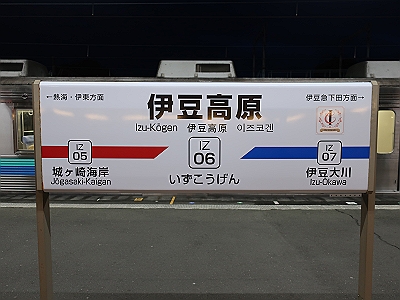 ←熱海・伊東方面
伊豆急下田方面→
伊豆高原
Izu-Kōgen 伊豆高原 이즈코겐
IZ
05
城ヶ崎海岸
Jōgasaki-Kaigan
IZ
06
いずこうげん
IZ
07
伊豆大川
Izu-Ōkawa